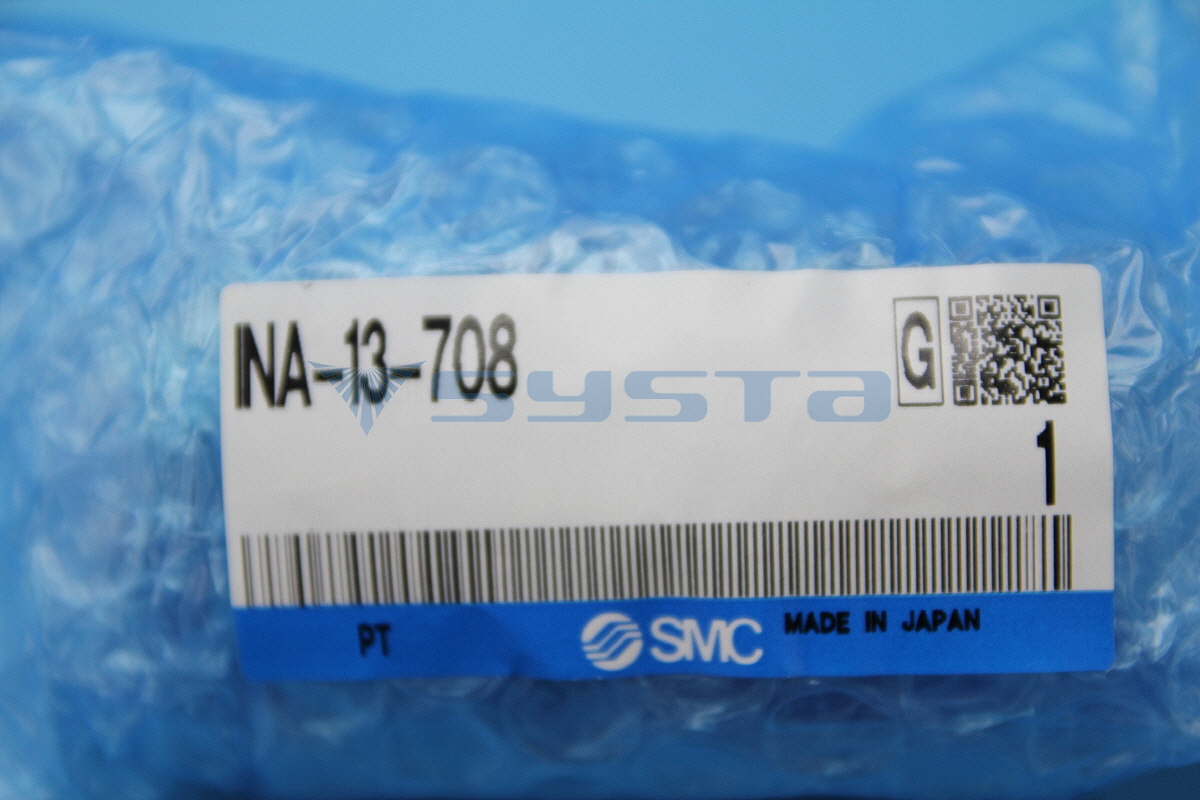 INA-13-708
G
SYSTA
1
PT
SMC
MADE IN JAPAN